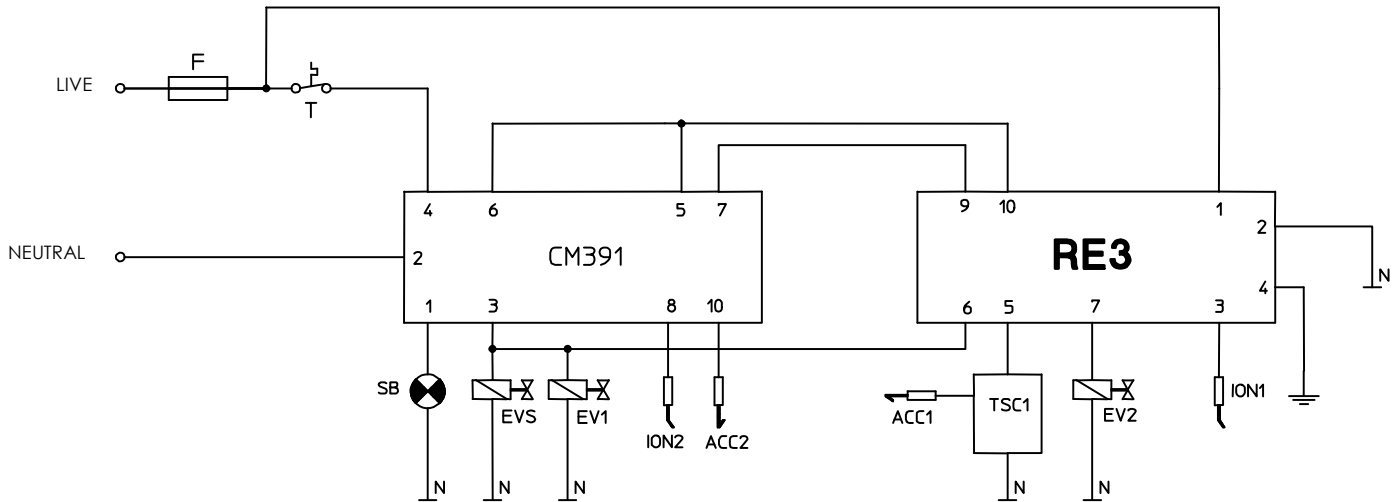 F
LIVE
T
4 6 5 7
9 10 1
2
NEUTRAL
2
CM391
RE3
4
N
1 3 8 10
6 5 7 3
SB
EVS
EV1
ION2
ACC2
ACC1
TSC1
EV2
ION1
N N N N N